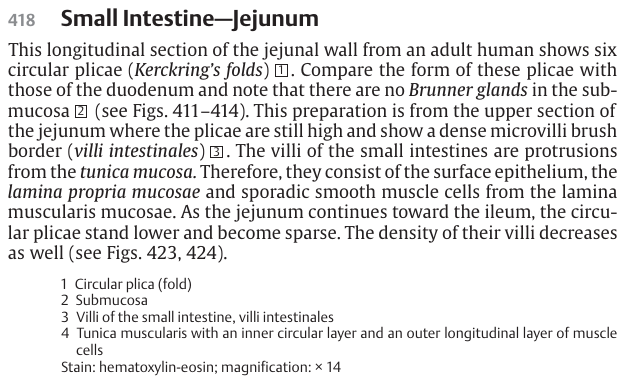 418 Small Intestine—Jejunum
This longitudinal section of the jejunal wall from an adult human shows six
circular plicae (Kerckring's folds) 1. Compare the form of these plicae with
those of the duodenum and note that there are no Brunner glands in the sub-
mucosa 2 (see Figs. 411–414). This preparation is from the upper section of
the jejunum where the plicae are still high and show a dense microvilli brush
border (villi intestinales) 3. The villi of the small intestines are protrusions
from the tunica mucosa. Therefore, they consist of the surface epithelium, the
lamina propria mucosae and sporadic smooth muscle cells from the lamina
muscularis mucosae. As the jejunum continues toward the ileum, the circu-
lar plicae stand lower and become sparse. The density of their villi decreases
as well (see Figs. 423, 424).
1 Circular plica (fold)
2 Submucosa
3 Villi of the small intestine, villi intestinales
4 Tunica muscularis with an inner circular layer and an outer longitudinal layer of muscle
cells
Stain: hematoxylin-eosin; magnification: × 14